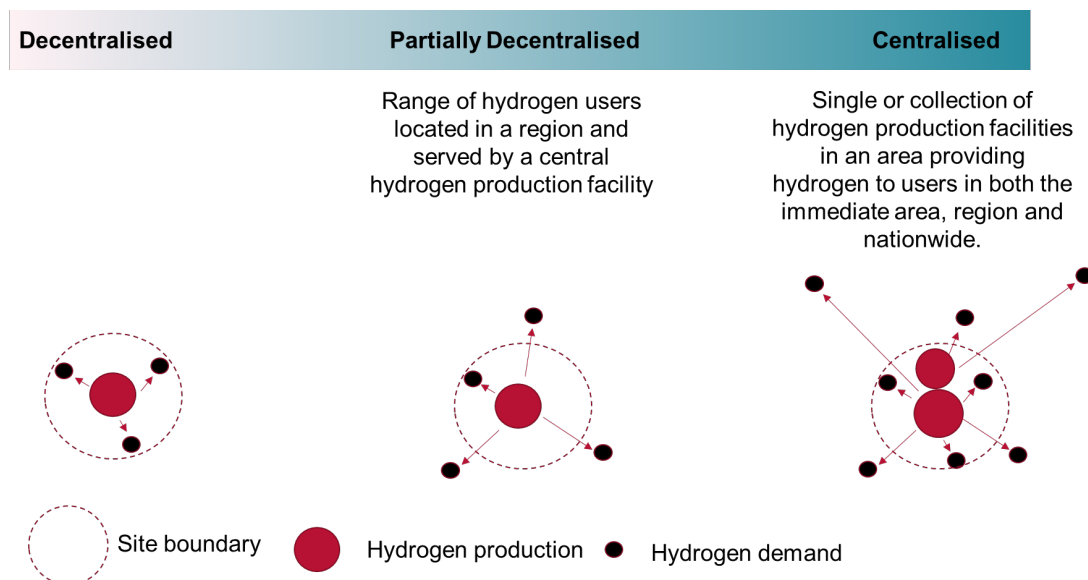 Decentralised
Partially Decentralised
Centralised
Range of hydrogen users
located in a region and
served by a central
hydrogen production facility
Single or collection of
hydrogen production facilities
in an area providing
hydrogen to users in both the
immediate area, region and
nationwide.
Site boundary
Hydrogen production
Hydrogen demand